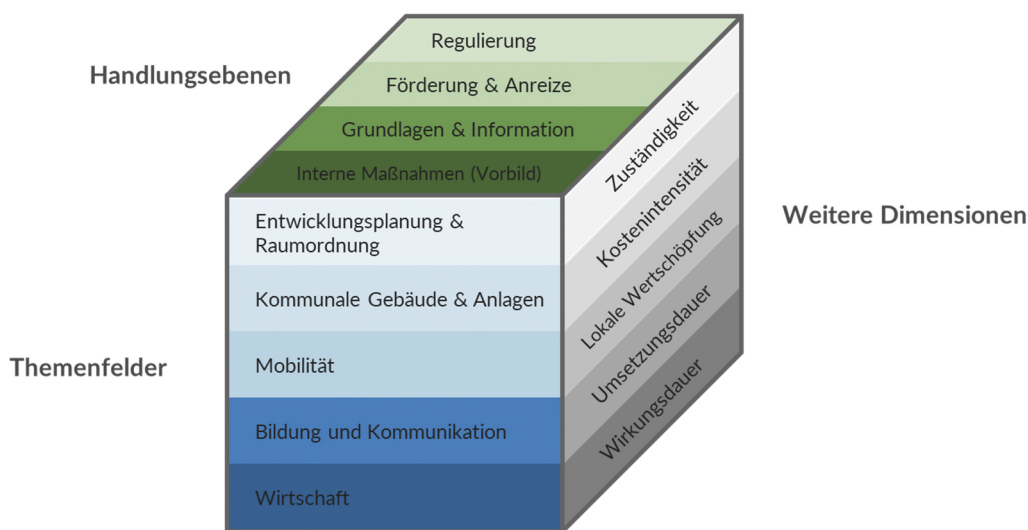 Handlungsebenen
Regulierung
Förderung & Anreize
Grundlagen & Information
Interne Maßnahmen (Vorbild)
Themenfelder
Entwicklungsplanung &
Raumordnung
Kommunale Gebäude & Anlagen
Mobilität
Bildung und Kommunikation
Wirtschaft
Weitere Dimensionen
Zuständigkeit
Kostenintensität
Lokale Wertschöpfung
Umsetzungsdauer
Wirkungsdauer